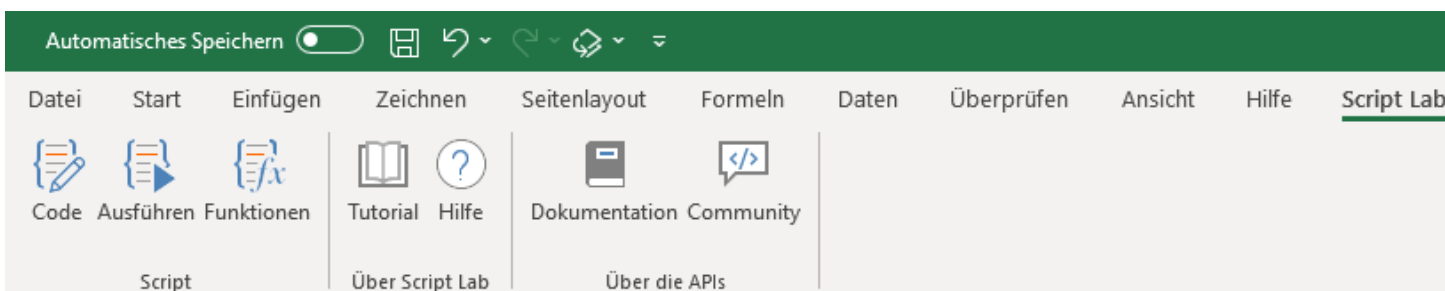 Automatisches Speichern
Datei Start Einfügen Zeichnen Seitenlayout Formeln Daten Überprüfen Ansicht Hilfe Script Lab
Code Ausführen Funktionen Tutorial Hilfe Dokumentation Community
Script Über Script Lab Über die APIs